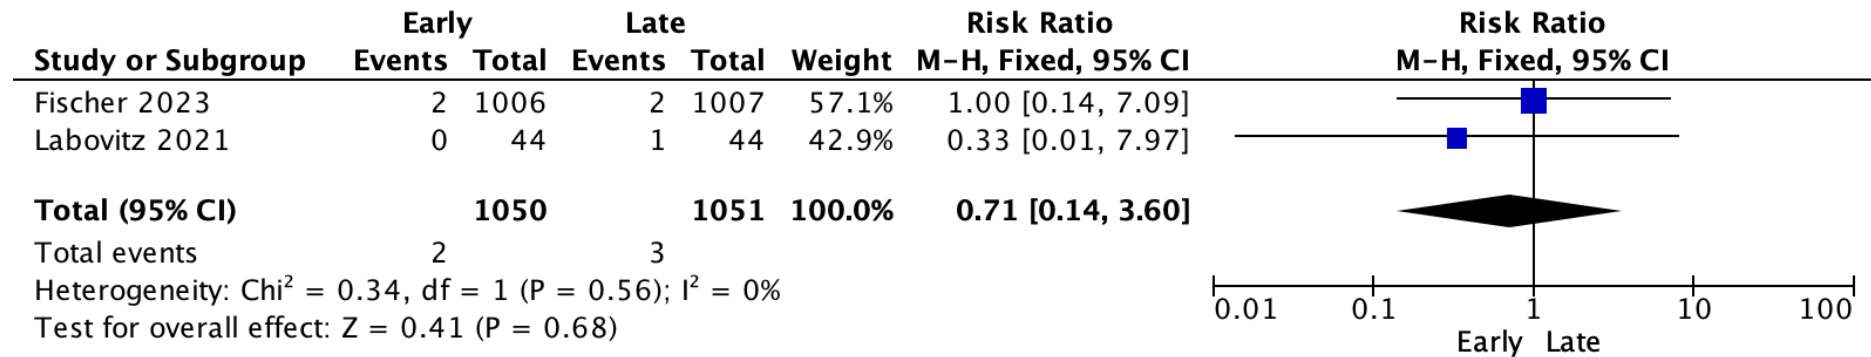 Early Late Risk Ratio Risk Ratio
Study or Subgroup Events Total Events Total Weight M-H, Fixed, 95% CI M-H, Fixed, 95% CI
Fischer 2023 2 1006 2 1007 57.1% 1.00 [0.14, 7.09]
Labovitz 2021 0 44 1 44 42.9% 0.33 [0.01, 7.97]
Total (95% CI) 1050 1051 100.0% 0.71 [0.14, 3.60]
Total events 2 3
Heterogeneity: Chi² = 0.34, df = 1 (P = 0.56); I² = 0%
Test for overall effect: Z = 0.41 (P = 0.68)
0.01 0.1 1 10 100
Early Late